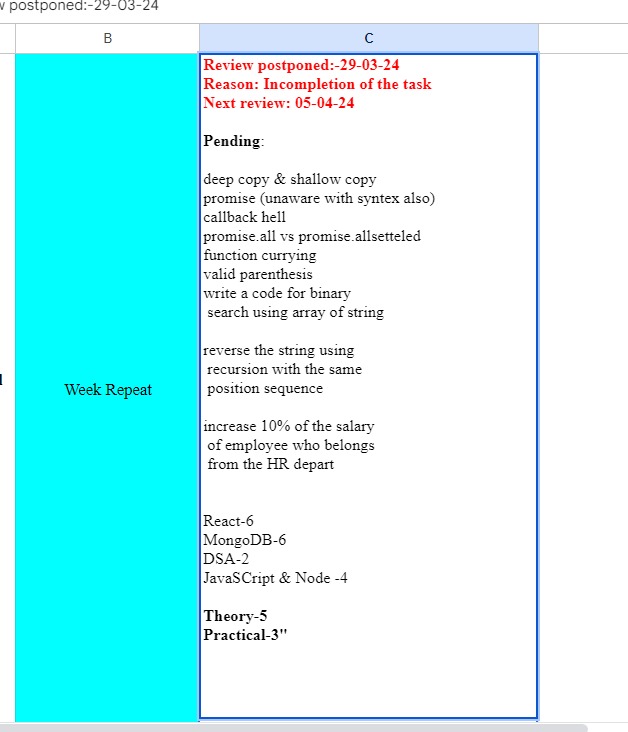 postponed:-29-03-24
B
C
Review postponed:-29-03-24
Reason: Incompletion of the task
Next review: 05-04-24
Pending:
deep copy & shallow copy
promise (unaware with syntex also)
callback hell
promise.all vs promise.allsetteled
function currying
valid parenthesis
write a code for binary
search using array of string
reverse the string using
recursion with the same
position sequence
Week Repeat
increase 10% of the salary
of employee who belongs
from the HR depart
React-6
MongoDB-6
DSA-2
JavaSCript & Node -4
Theory-5
Practical-3"